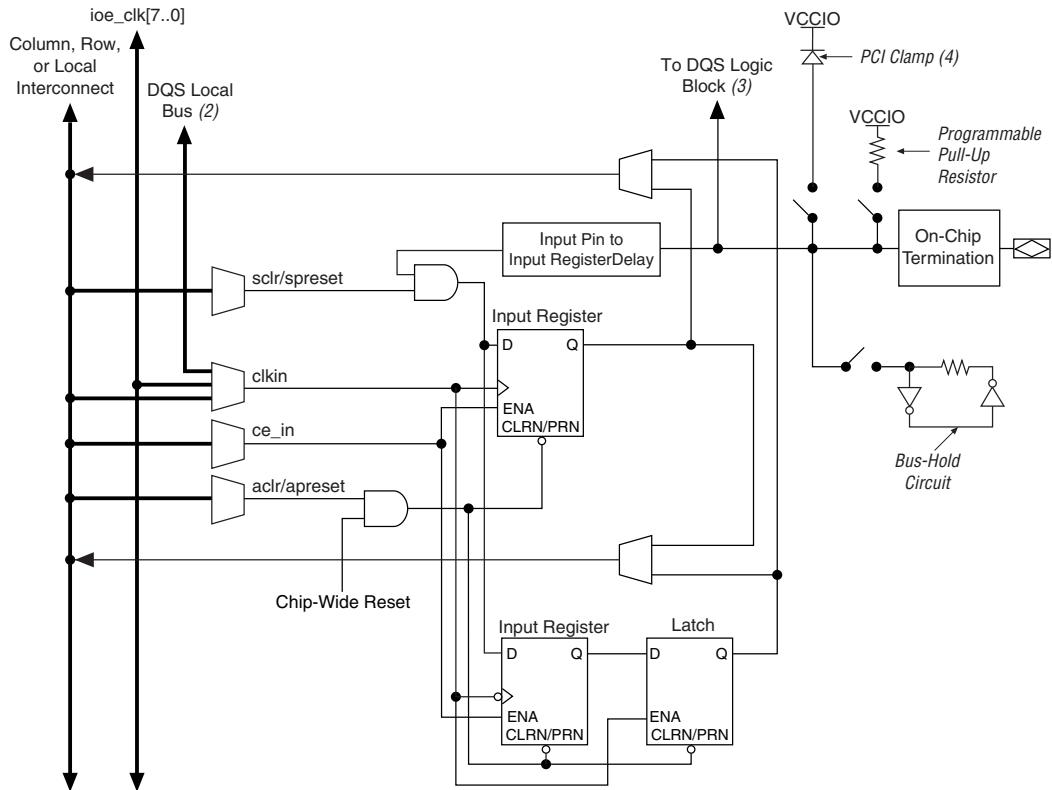 ioe_clk[7..0]
Column, Row,
or Local
Interconnect
DQS Local
Bus (2)
To DQS Logic
Block (3)
VCCIO
PCI Clamp (4)
VCCIO
Programmable
Pull-Up
Resistor
Input Pin to
Input RegisterDelay
On-Chip
Termination
sclr/spreset
Input Register
D Q
clkin
ENA
CLRN/PRN
ce_in
aclr/apreset
Bus-Hold
Circuit
Chip-Wide Reset
Input Register
D Q
ENA
CLRN/PRN
Latch
D Q
ENA
CLRN/PRN